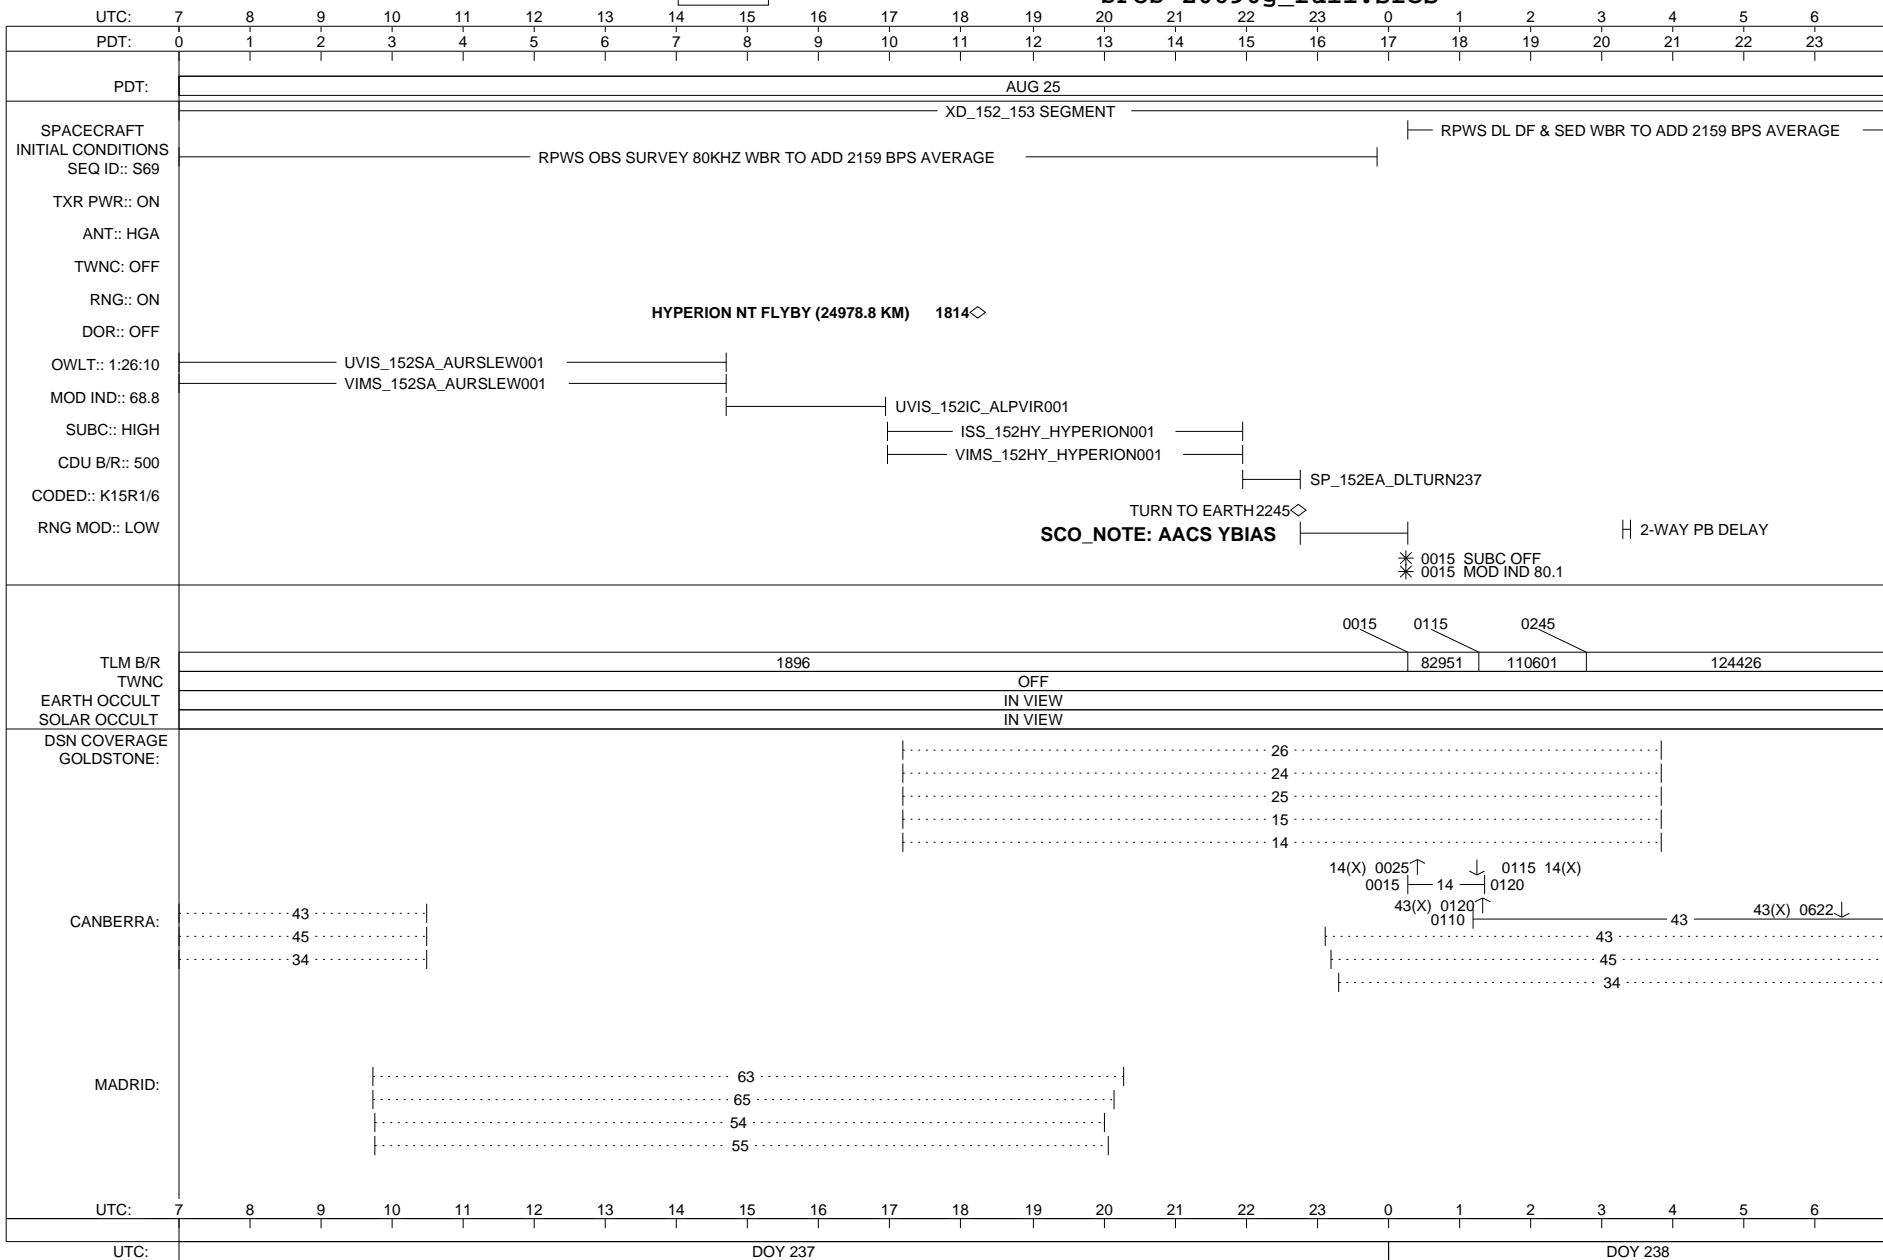 UTC: 7 8 9 10 11 12 13 14 15 16 17 18 19 20 21 22 23 0 1 2 3 4 5 6
PDT: 0 1 2 3 4 5 6 7 8 9 10 11 12 13 14 15 16 17 18 19 20 21 22 23
PDT: AUG 25
XD_152_153 SEGMENT
SPACECRAFT
RPWS DL DF & SED WBR TO ADD 2159 BPS AVERAGE
INITIAL CONDITIONS
RPWS OBS SURVEY 80KHZ WBR TO ADD 2159 BPS AVERAGE
SEQ ID:: S69
TXR PWR:: ON
ANT:: HGA
TWNC: OFF
RNG:: ON
HYPERION NT FLYBY (24978.8 KM) 1814
DOR:: OFF
OWLT:: 1:26:10
UVIS_152SA_AURSLEW001
VIMS_152SA_AURSLEW001
MOD IND:: 68.8
UVIS_152IC_ALPVIR001
SUBC:: HIGH
ISS_152HY_HYPERION001
VIMS_152HY_HYPERION001
CDU B/R:: 500
SP_152EA_DLTURN237
CODED:: K15R1/6
TURN TO EARTH 2245
RNG MOD:: LOW
SCO_NOTE: AACS YBIAS
2-WAY PB DELAY
0015 SUBC OFF
0015 MOD IND 80.1
0015 0115 0245
TLM B/R 1896 82951 110601 124426
TWNC OFF
EARTH OCCULT IN VIEW
SOLAR OCCULT IN VIEW
DSN COVERAGE
GOLDSTONE:
26
24
25
15
14
14(X) 0025 0115 14(X)
0015 14 0120
43(X) 0120 43(X) 0622
CANBERRA: 43 0110 43
45 43
34 45
34
MADRID:
63
65
54
55
UTC: 7 8 9 10 11 12 13 14 15 16 17 18 19 20 21 22 23 0 1 2 3 4 5 6
UTC: DOY 237 DOY 238